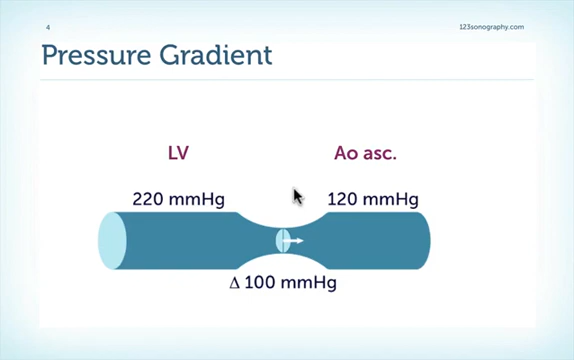 4
123sonography.com
Pressure Gradient
LV
Ao asc.
220 mmHg
120 mmHg
Δ 100 mmHg